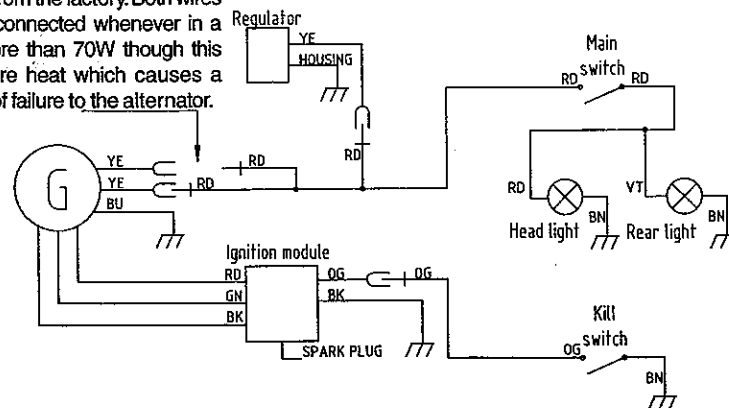 from the factory. Both wires
connected whenever in a
re than 70W though this
re heat which causes a
of failure to the alternator.
Regulator
YE
HOUSING
RD
Main
switch
RD
RD
RD
VT
BN
BN
Head light
Rear light
G
YE
RD
YE
RD
BU
Ignition module
RD
GN
BK
OG
OG
BK
SPARK PLUG
Kill
switch
OG
BN